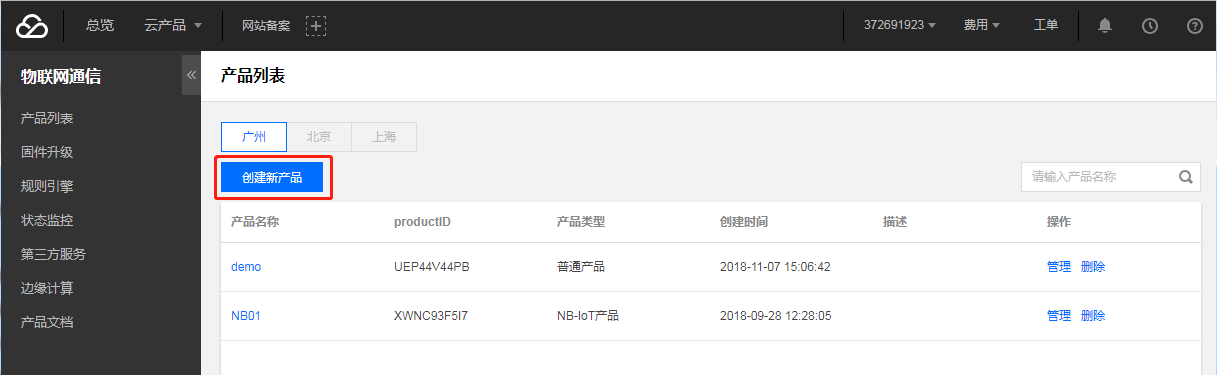 总览 云产品 网站备案 372691923 费用 工单
物联网通信
产品列表
固件升级
规则引擎
状态监控
第三方服务
边缘计算
产品文档
产品列表
广州 北京 上海
创建新产品 请输入产品名称
产品名称 productID 产品类型 创建时间 描述 操作
demo UEP44V44PB 普通产品 2018-11-07 15:06:42 管理 删除
NB01 XWNC93F5I7 NB-IoT产品 2018-09-28 12:28:05 管理 删除